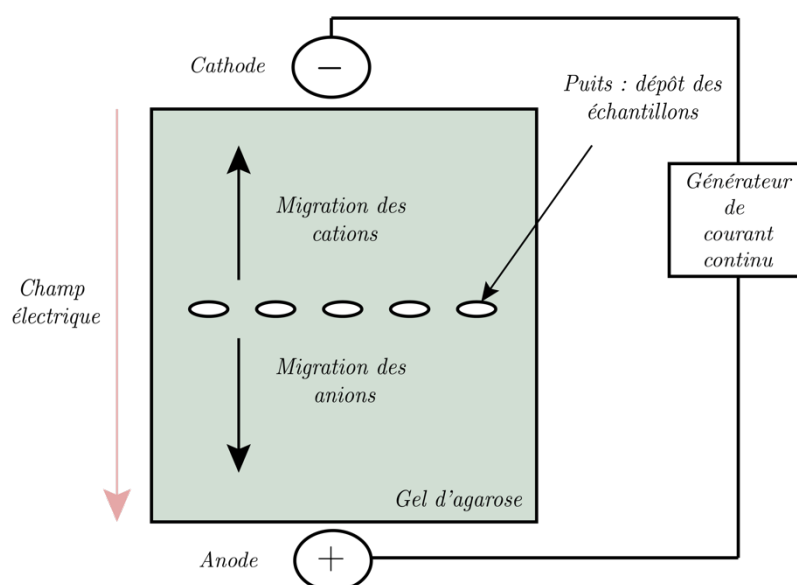 Cathode
−
Puits : dépôt des
échantillons
Générateur
de
courant
continu
Migration des
cations
Champ
électrique
Migration des
anions
Gel d'agarose
Anode
+